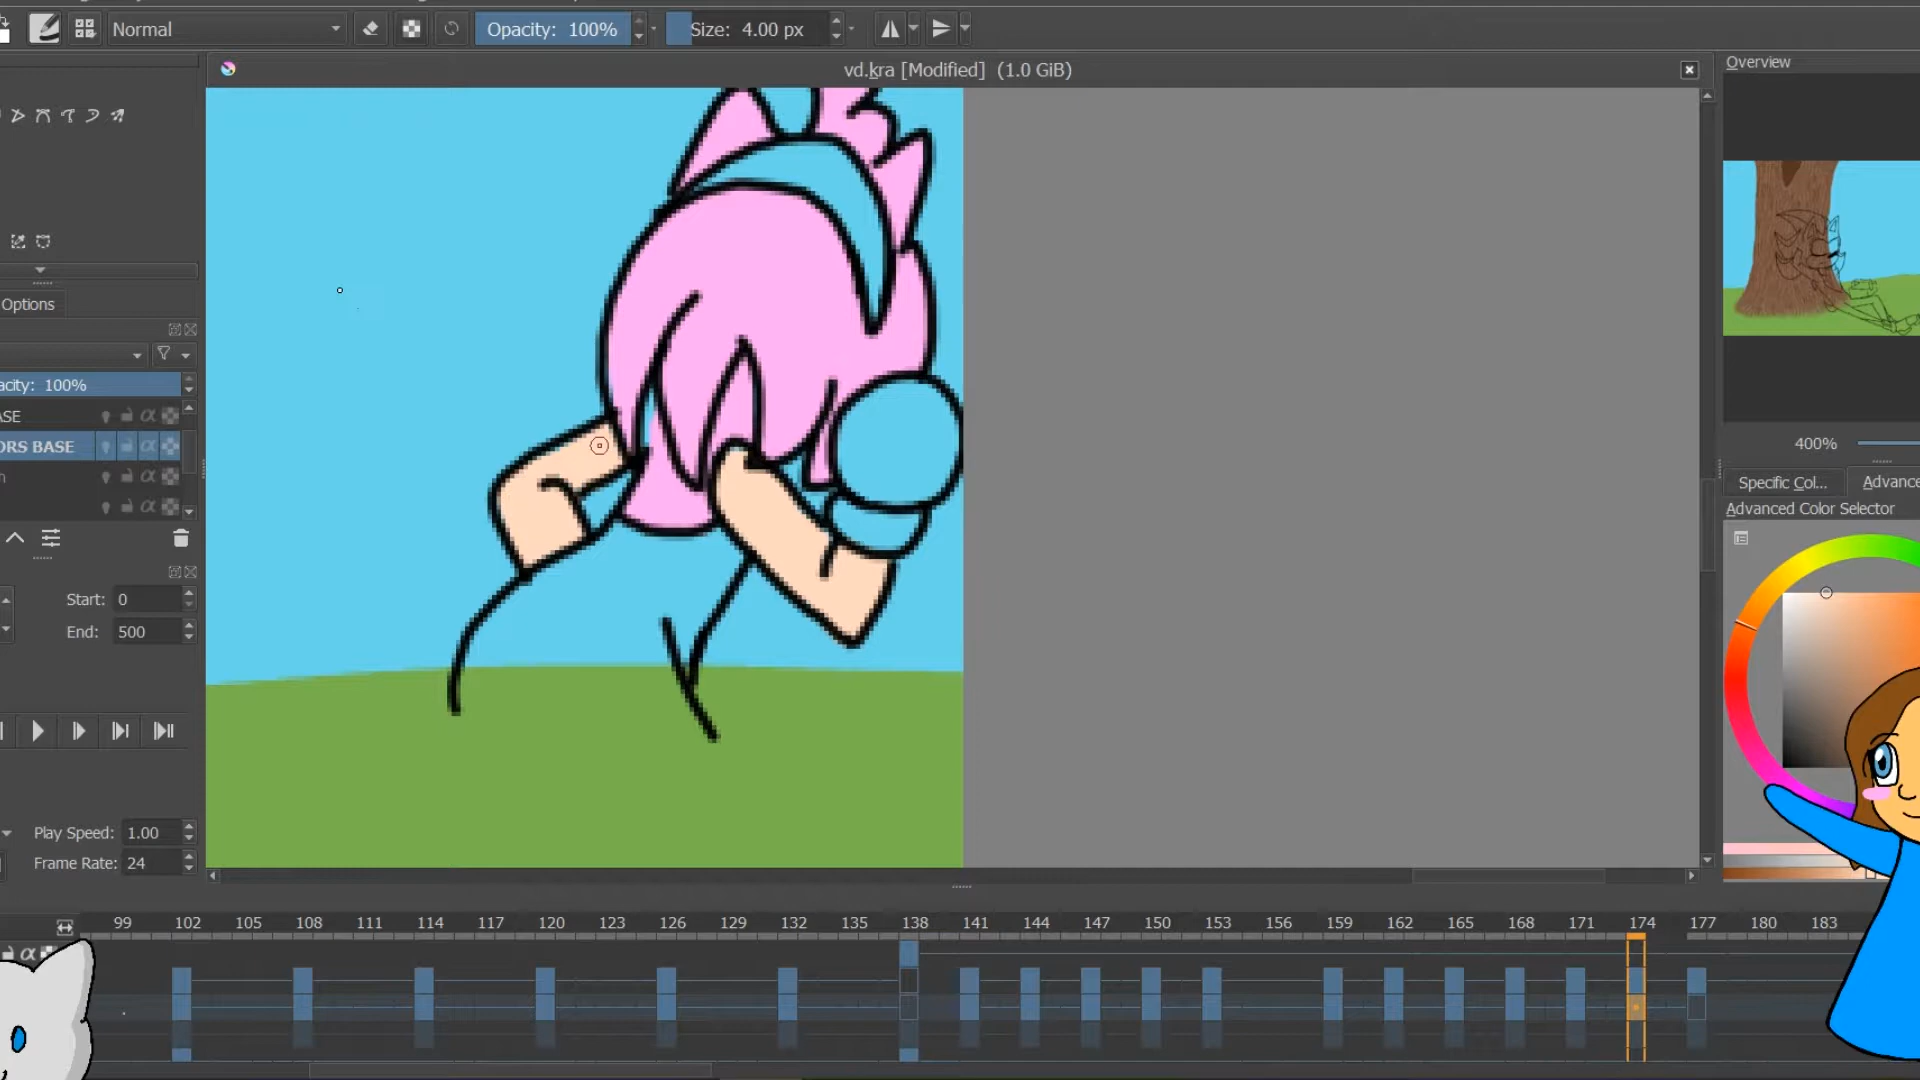 Normal
Opacity: 100%
Size: 4.00 px
vd.kra [Modified] (1.0 GiB)
Overview
Options
acity: 100%
ASE
ORS BASE
Start: 0
End: 500
400%
Specific Col...
Advance
Advanced Color Selector
Play Speed: 1.00
Frame Rate: 24
99 102 105 108 111 114 117 120 123 126 129 132 135 138 141 144 147 150 153 156 159 162 165 168 171 174 177 180 183